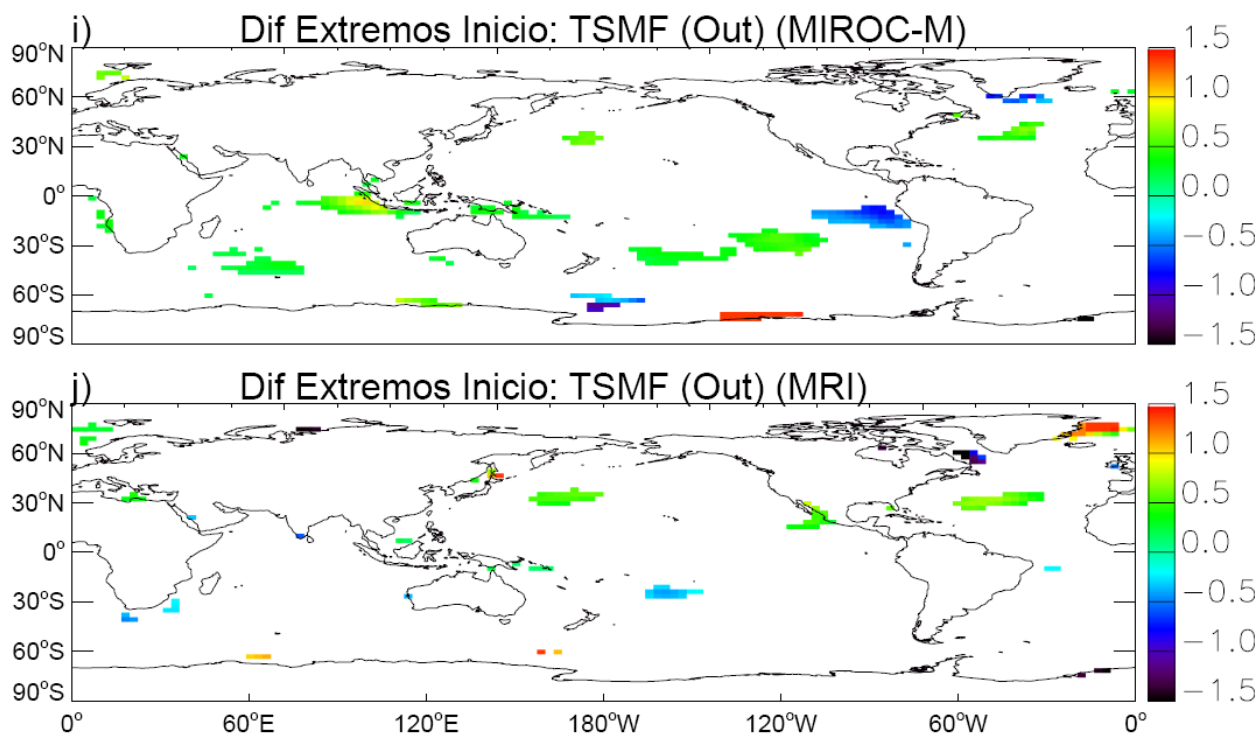 i) Dif Extremos Inicio: TSMF (Out) (MIROC-M)
90°N
60°N
30°N
0°
30°S
60°S
90°S
1.5
1.0
0.5
0.0
−0.5
−1.0
−1.5
j) Dif Extremos Inicio: TSMF (Out) (MRI)
90°N
60°N
30°N
0°
30°S
60°S
90°S
1.5
1.0
0.5
0.0
−0.5
−1.0
−1.5
0° 60°E 120°E 180°W 120°W 60°W 0°